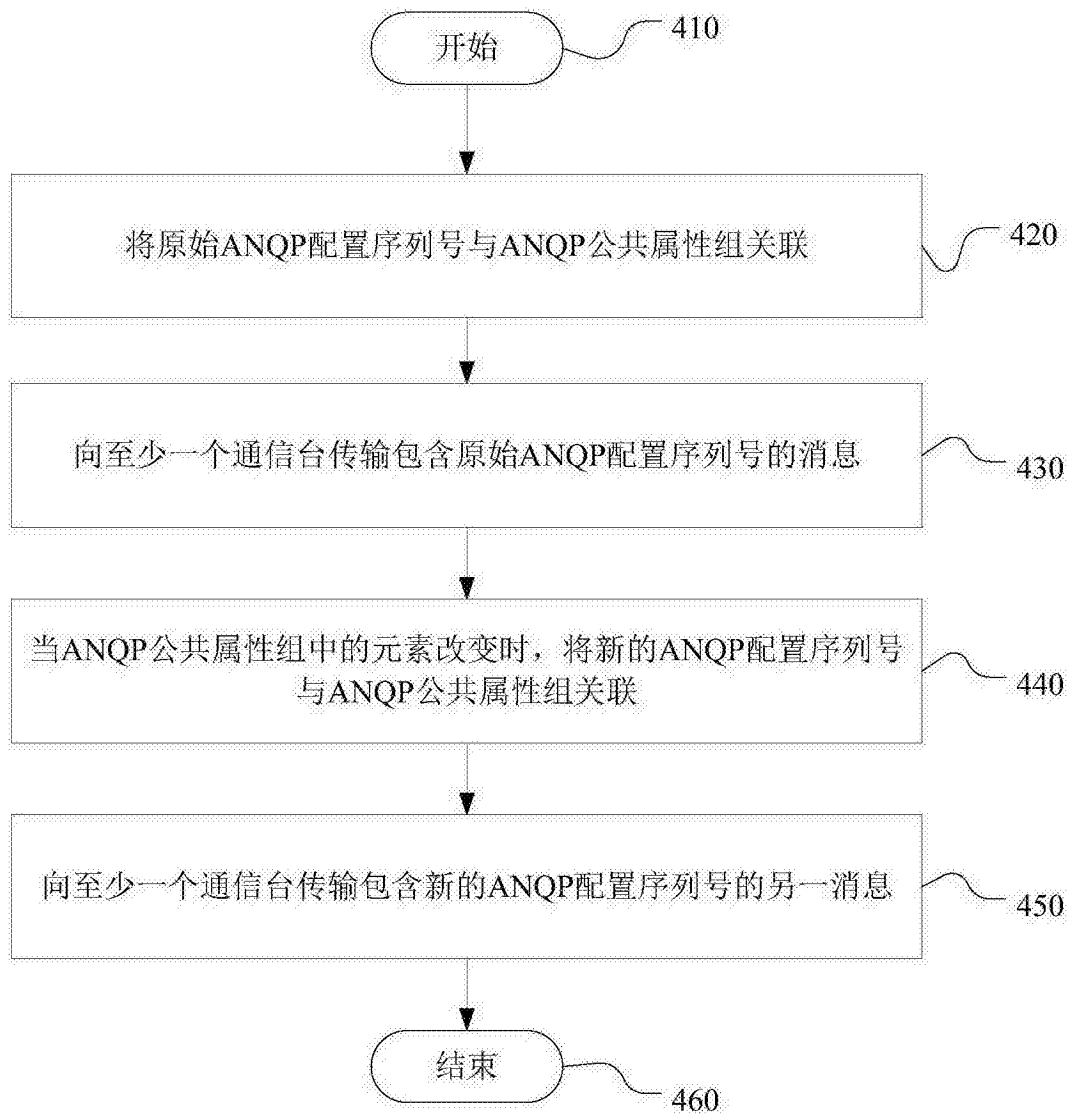 开始
410
将原始ANQP配置序列号与ANQP公共属性组关联
420
向至少一个通信台传输包含原始ANQP配置序列号的消息
430
当ANQP公共属性组中的元素改变时，将新的ANQP配置序列号
与ANQP公共属性组关联
440
向至少一个通信台传输包含新的ANQP配置序列号的另一消息
450
结束
460